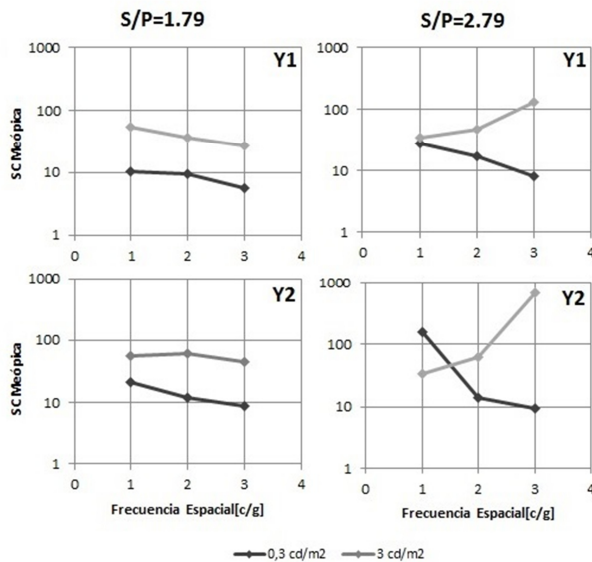 S/P=1.79
S/P=2.79
1000
Y1
100
10
1
0 1 2 3 4
SC Meópica
1000
Y1
100
10
1
0 1 2 3 4
1000
Y2
100
10
1
0 1 2 3 4
SC Meópica
Frecuencia Espacial[c/g]
1000
Y2
100
10
1
0 1 2 3 4
Frecuencia Espacial[c/g]
0,3 cd/m2 3 cd/m2